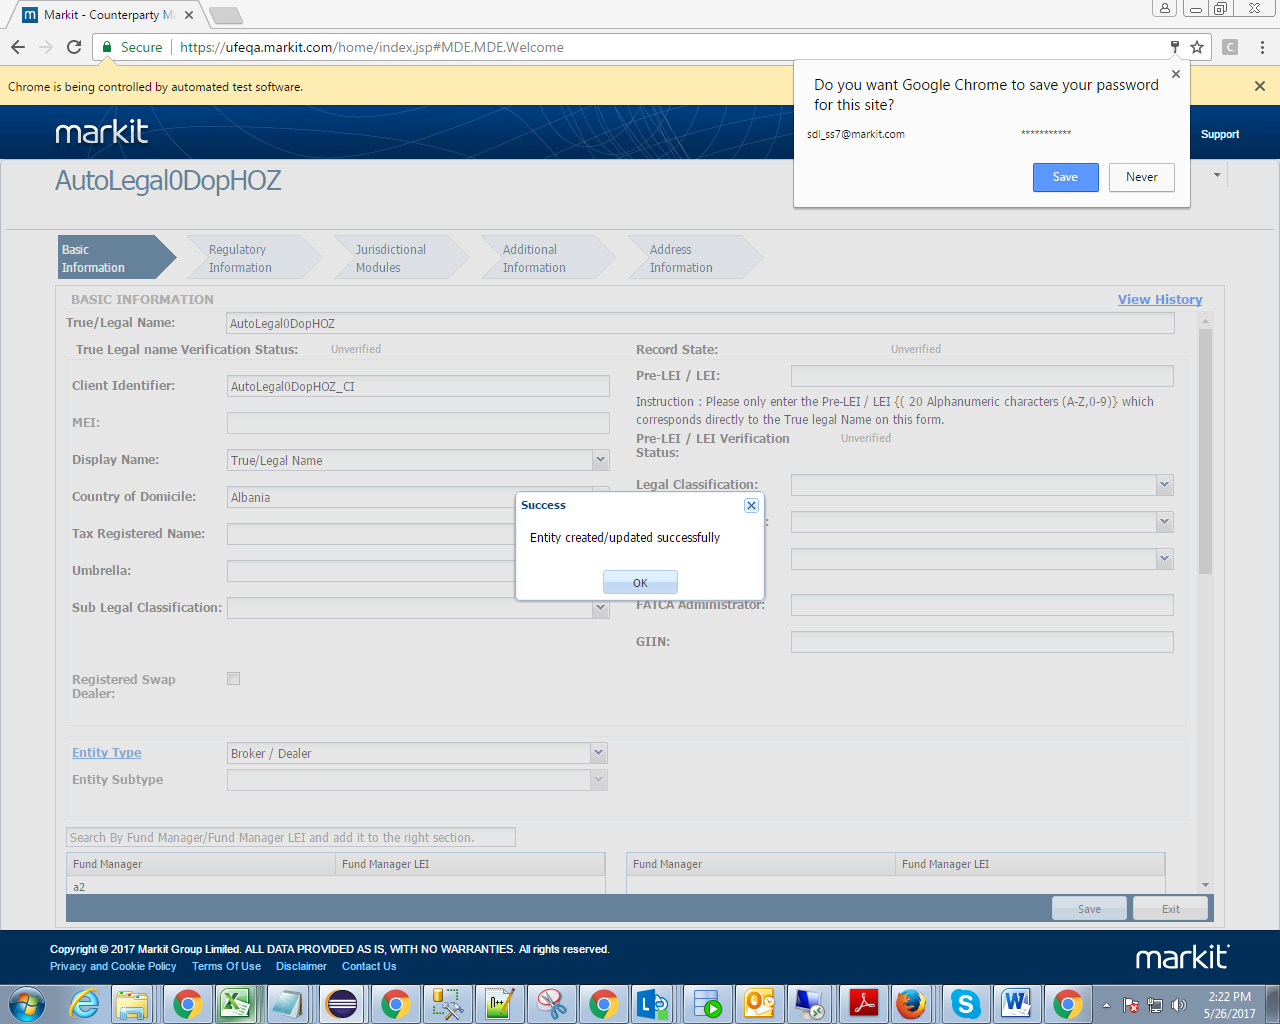 Markit - Counterparty M
Secure
https://ufeqa.markit.com/home/index.jsp#MDE.MDE.Welcome
C
Chrome is being controlled by automated test software.
Do you want Google Chrome to save your password
for this site?
sdl_ss7@markit.com
***********
Save
Never
markit
Support
AutoLegal0DopHOZ
Basic
Information
Regulatory
Information
Jurisdictional
Modules
Additional
Information
Address
Information
BASIC INFORMATION
View History
True/Legal Name:
AutoLegal0DopHOZ
True Legal name Verification Status:
Unverified
Record State:
Unverified
Client Identifier:
AutoLegal0DopHOZ_CI
Pre-LEI / LEI:
Instruction : Please only enter the Pre-LEI / LEI {( 20 Alphanumeric characters (A-Z,0-9)} which
corresponds directly to the True legal Name on this form.
MEI:
Pre-LEI / LEI Verification
Status:
Unverified
Display Name:
True/Legal Name
Legal Classification:
Country of Domicile:
Albania
Tax Registered Name:
Umbrella:
Sub Legal Classification:
FATCA Administrator:
GIIN:
Success
Entity created/updated successfully
OK
Registered Swap
Dealer:
Entity Type
Broker / Dealer
Entity Subtype
Search By Fund Manager/Fund Manager LEI and add it to the right section.
Fund Manager
Fund Manager LEI
Fund Manager
Fund Manager LEI
a2
Save
Exit
Copyright © 2017 Markit Group Limited. ALL DATA PROVIDED AS IS, WITH NO WARRANTIES. All rights reserved.
Privacy and Cookie Policy
Terms Of Use
Disclaimer
Contact Us
markit
2:22 PM
5/26/2017